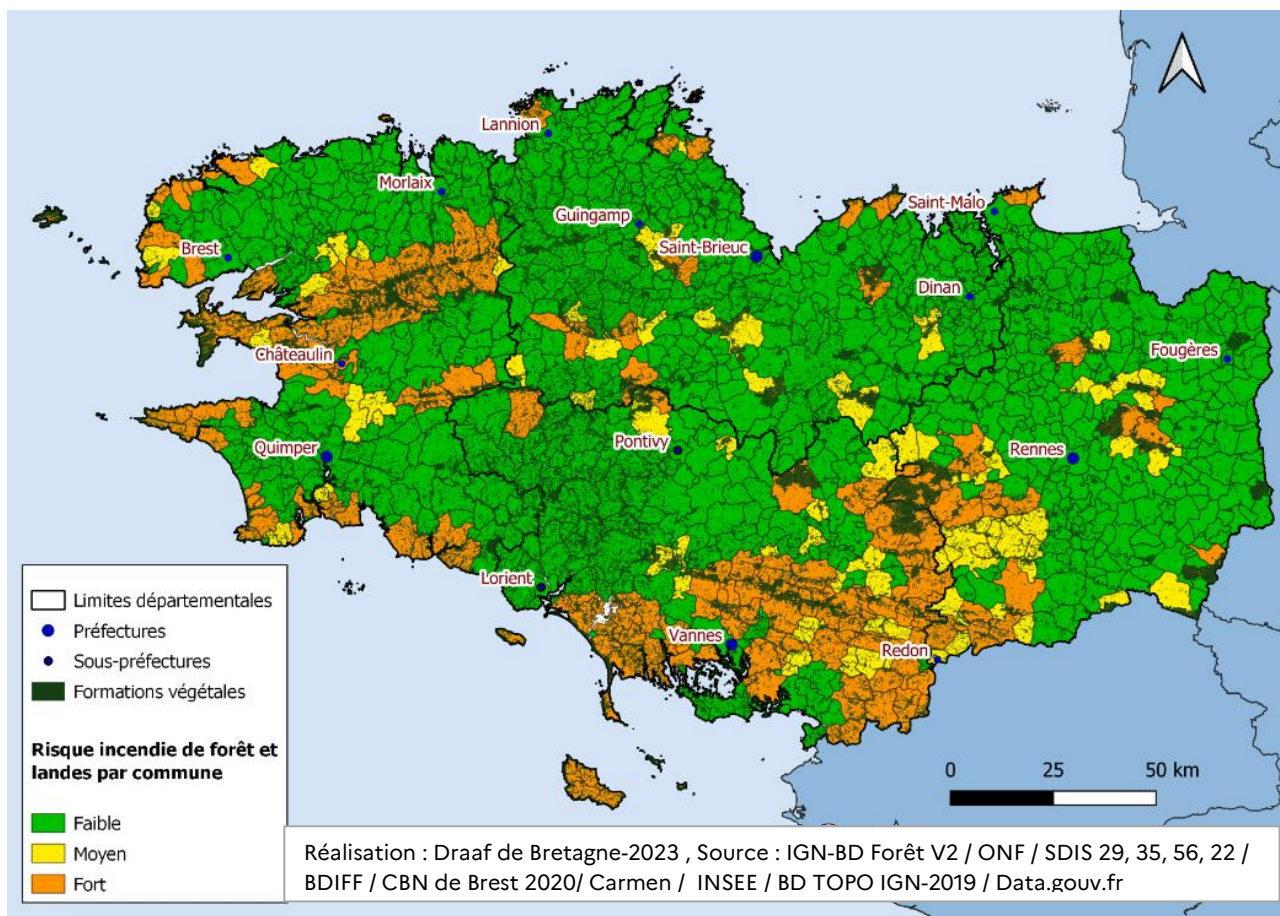 Lannion
Morlaix
Guingamp
Saint-Malo
Brest
Saint-Brieuc
Dinan
Châteaulin
Fougères
Quimper
Pontivy
Rennes
Lorient
Vannes
Redon
0 25 50 km
Limites départementales
Préfectures
Sous-préfectures
Formations végétales
Risque incendie de forêt et
landes par commune
Faible
Moyen
Fort
Réalisation : Draaf de Bretagne-2023 , Source : IGN-BD Forêt V2 / ONF / SDIS 29, 35, 56, 22 /
BDIFF / CBN de Brest 2020/ Carmen / INSEE / BD TOPO IGN-2019 / Data.gouv.fr